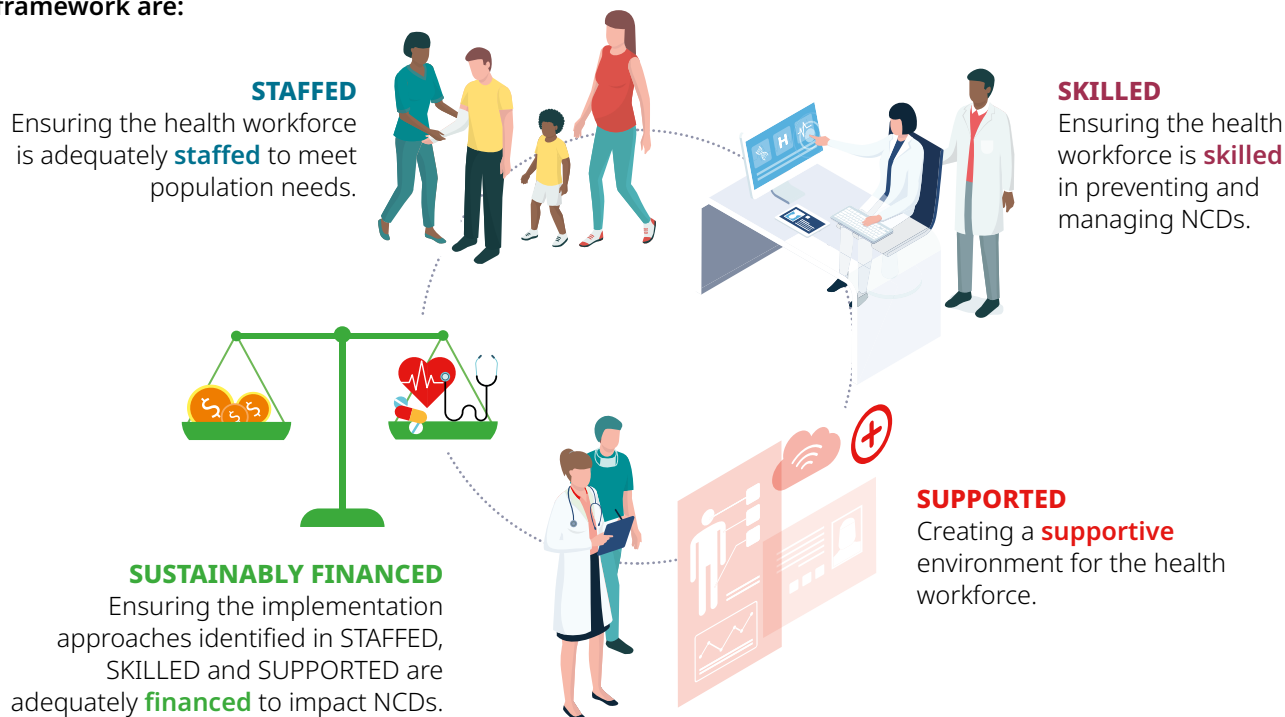 framework are:
STAFFED
Ensuring the health workforce
is adequately staffed to meet
population needs.
SKILLED
Ensuring the health
workforce is skilled
in preventing and
managing NCDs.
H
SUPPORTED
Creating a supportive
environment for the health
workforce.
SUSTAINABLY FINANCED
Ensuring the implementation
approaches identified in STAFFED,
SKILLED and SUPPORTED are
adequately financed to impact NCDs.